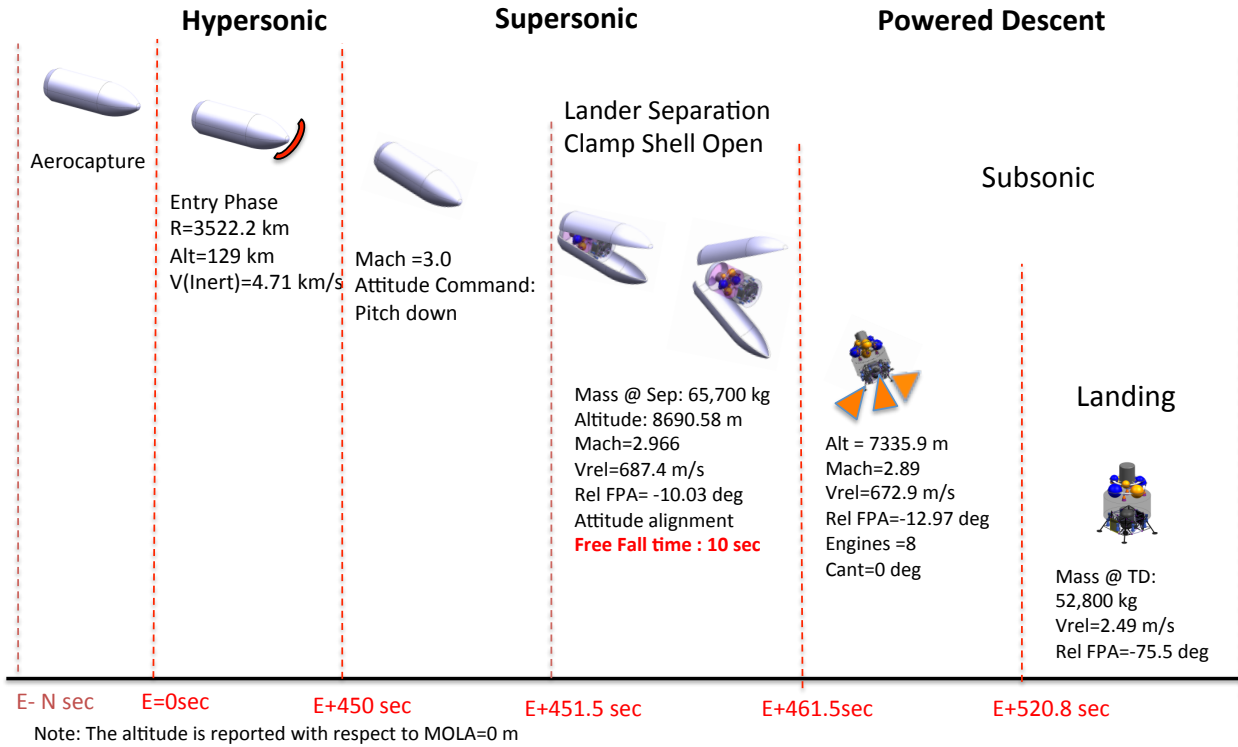 Hypersonic
Supersonic
Powered Descent
Aerocapture
Entry Phase
R=3522.2 km
Alt=129 km
V(Inert)=4.71 km/s
Mach =3.0
Attitude Command:
Pitch down
Lander Separation
Clamp Shell Open
Mass @ Sep: 65,700 kg
Altitude: 8690.58 m
Mach=2.966
Vrel=687.4 m/s
Rel FPA= -10.03 deg
Attitude alignment
Free Fall time : 10 sec
Subsonic
Alt = 7335.9 m
Mach=2.89
Vrel=672.9 m/s
Rel FPA=-12.97 deg
Engines =8
Cant=0 deg
Landing
Mass @ TD:
52,800 kg
Vrel=2.49 m/s
Rel FPA=-75.5 deg
E- N sec
E=0sec
E+450 sec
E+451.5 sec
E+461.5sec
E+520.8 sec
Note: The altitude is reported with respect to MOLA=0 m